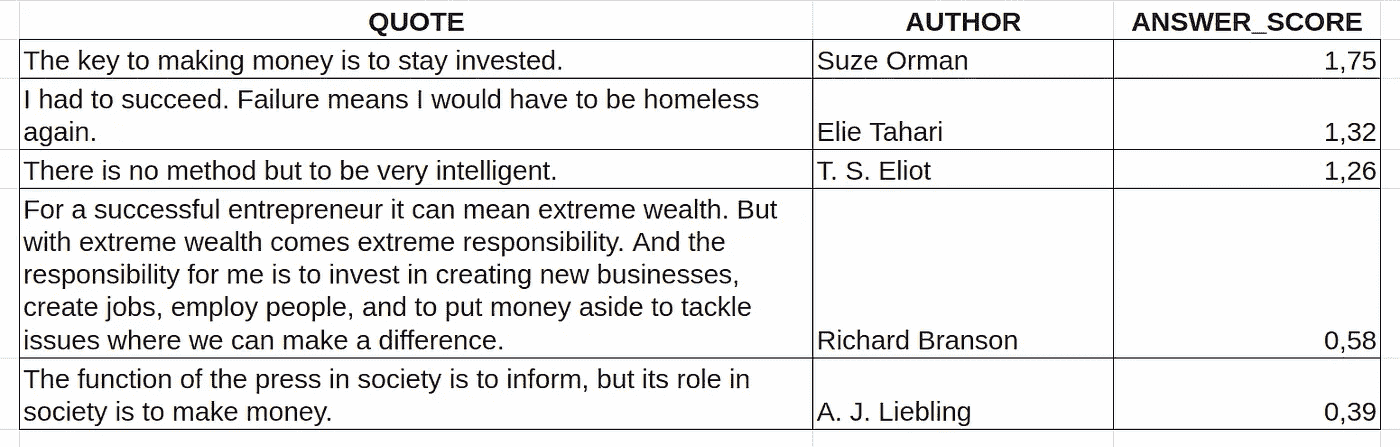 QUOTE AUTHOR ANSWER_SCORE
The key to making money is to stay invested. Suze Orman 1,75
I had to succeed. Failure means I would have to be homeless
again. Elie Tahari 1,32
There is no method but to be very intelligent. T. S. Eliot 1,26
For a successful entrepreneur it can mean extreme wealth. But
with extreme wealth comes extreme responsibility. And the
responsibility for me is to invest in creating new businesses,
create jobs, employ people, and to put money aside to tackle
issues where we can make a difference. Richard Branson 0,58
The function of the press in society is to inform, but its role in
society is to make money. A. J. Liebling 0,39